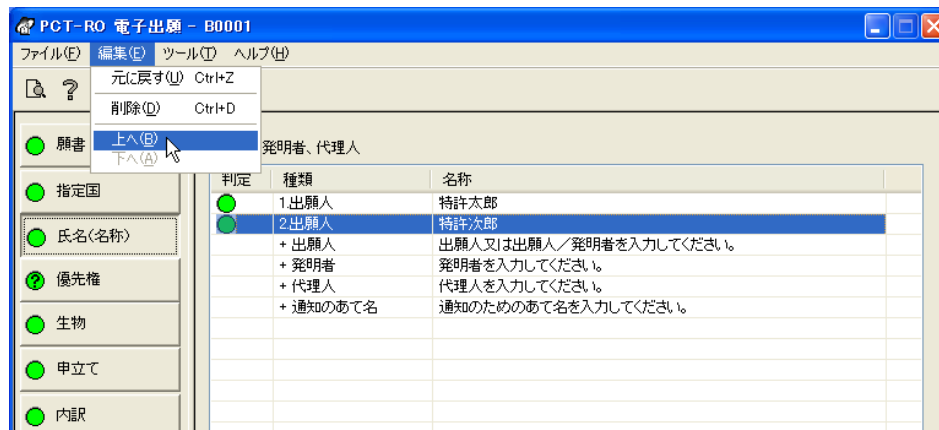 PCT-RO 電子出願 - B0001
ファイル(F) 編集(E) ツール(T) ヘルプ(H)
元に戻す(U) Ctrl+Z
削除(D) Ctrl+D
上へ(B)
下へ(A)
願書
指定国
氏名(名称)
優先権
生物
申立て
内訳
発明者、代理人
判定 種類 名称
1.出願人 特許太郎
2.出願人 特許次郎
+ 出願人 出願人又は出願人／発明者を入力してください。
+ 発明者 発明者を入力してください。
+ 代理人 代理人を入力してください。
+ 通知のあて名 通知のためのあて名を入力してください。